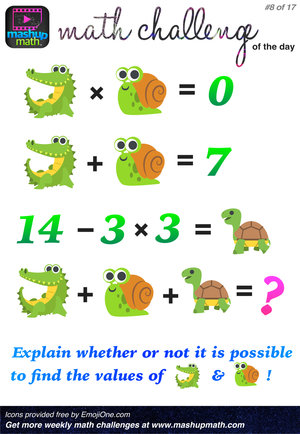 mashup
math.
math challenge
#8 of 17
of the day
× = 0
+ = 7
14 − 3 × 3 =
+ + = ?
Explain whether or not it is possible
to find the values of & !
Icons provided free by EmojiOne.com
Get more weekly math challenges at www.mashupmath.com